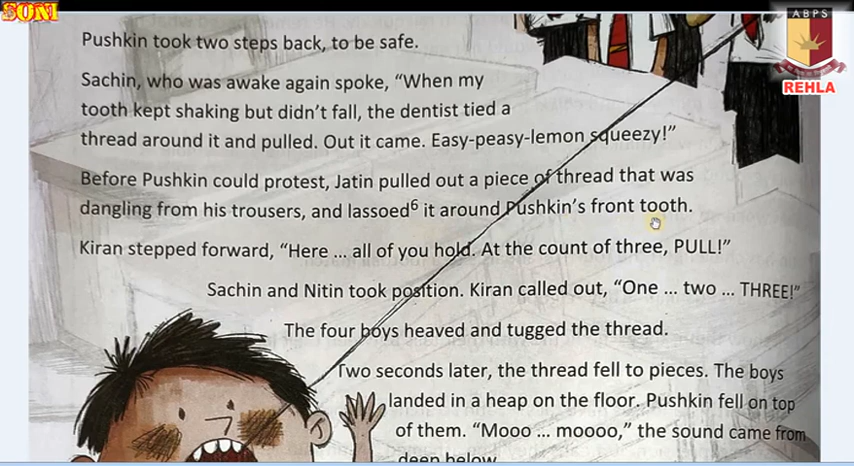 SONI
ABPS
REHLA
Pushkin took two steps back, to be safe.
Sachin, who was awake again spoke, “When my
tooth kept shaking but didn’t fall, the dentist tied a
thread around it and pulled. Out it came. Easy-peasy-lemon squeezy!”
Before Pushkin could protest, Jatin pulled out a piece of thread that was
dangling from his trousers, and lassoed⁶ it around Pushkin’s front tooth.
Kiran stepped forward, “Here ... all of you hold. At the count of three, PULL!”
Sachin and Nitin took position. Kiran called out, “One ... two ... THREE!”
The four boys heaved and tugged the thread.
Two seconds later, the thread fell to pieces. The boys
landed in a heap on the floor. Pushkin fell on top
of them. “Mooo ... moooo,” the sound came from
deep below